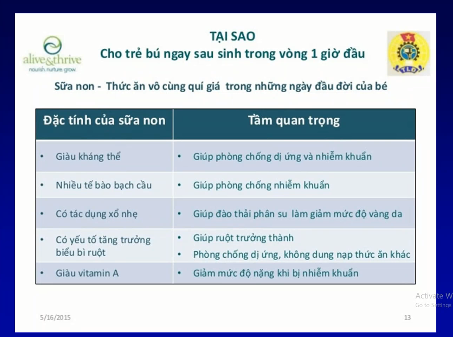 TẠI SAO
Cho trẻ bú ngay sau sinh trong vòng 1 giờ đầu
alive&thrive
nourish. nurture. grow.
Sữa non - Thức ăn vô cùng quí giá trong những ngày đầu đời của bé
Đặc tính của sữa non
Tầm quan trọng
• Giàu kháng thể
• Giúp phòng chống dị ứng và nhiễm khuẩn
• Nhiều tế bào bạch cầu
• Giúp phòng chống nhiễm khuẩn
• Có tác dụng xổ nhẹ
• Giúp đào thải phân su làm giảm mức độ vàng da
• Có yếu tố tăng trưởng
biểu bì ruột
• Giúp ruột trưởng thành
• Phòng chống dị ứng, không dung nạp thức ăn khác
• Giàu vitamin A
• Giảm mức độ nặng khi bị nhiễm khuẩn
Activate W
5/16/2015
13